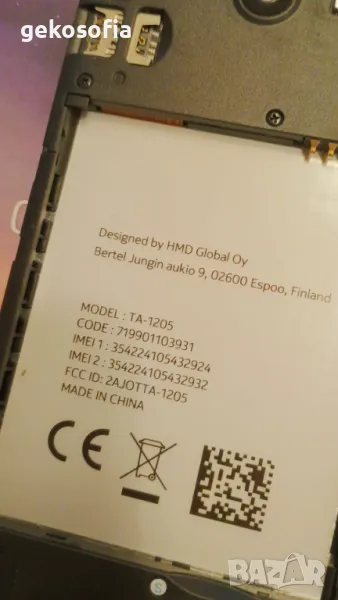 gekosofia
Designed by HMD Global Oy
Bertel Jungin aukio 9, 02600 Espoo, Finland
MODEL : TA-1205
CODE : 719901103931
IMEI 1 : 354224105432924
IMEI 2 : 354224105432932
FCC ID: 2AJOTTA-1205
MADE IN CHINA
CE
S
BAZAR